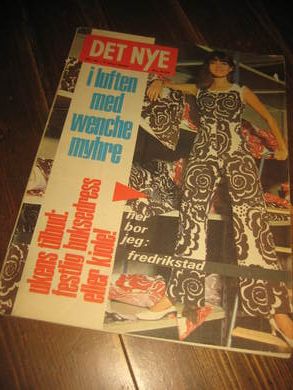 DET NYE
i luften
med
wenche
myhre
ukens tilbud:
festlig buksedress
eller kjole!
her
bor
jeg:
fredrikstad